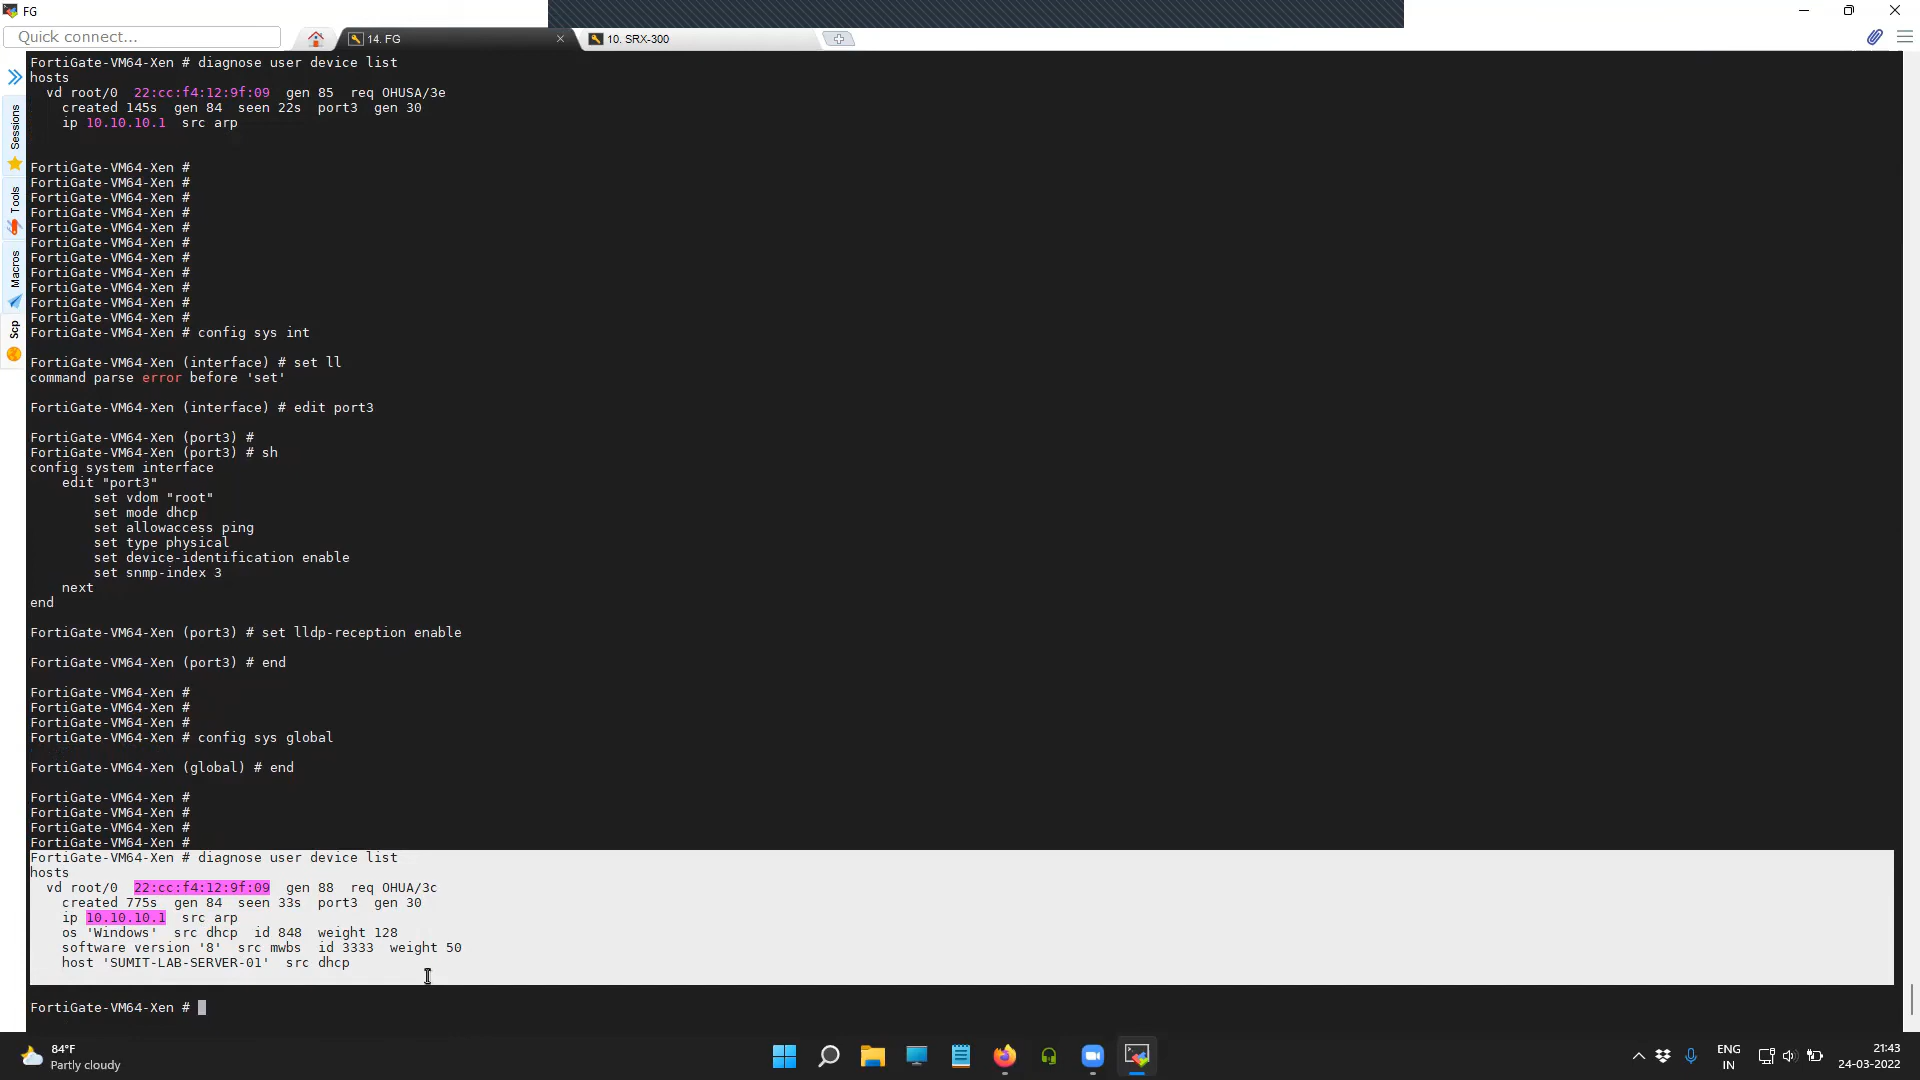 FG
Quick connect...
14. FG
10. SRX-300
Sessions
Tools
Macros
Scp
FortiGate-VM64-Xen # diagnose user device list
hosts
  vd root/0  22:cc:f4:12:9f:09  gen 85  req OHUSA/3e
    created 145s  gen 84  seen 22s  port3  gen 30
    ip 10.10.10.1  src arp
FortiGate-VM64-Xen #
FortiGate-VM64-Xen #
FortiGate-VM64-Xen #
FortiGate-VM64-Xen #
FortiGate-VM64-Xen #
FortiGate-VM64-Xen #
FortiGate-VM64-Xen #
FortiGate-VM64-Xen #
FortiGate-VM64-Xen #
FortiGate-VM64-Xen #
FortiGate-VM64-Xen #
FortiGate-VM64-Xen # config sys int
FortiGate-VM64-Xen (interface) # set ll
command parse error before 'set'
FortiGate-VM64-Xen (interface) # edit port3
FortiGate-VM64-Xen (port3) #
FortiGate-VM64-Xen (port3) # sh
config system interface
    edit "port3"
        set vdom "root"
        set mode dhcp
        set allowaccess ping
        set type physical
        set device-identification enable
        set snmp-index 3
    next
end
FortiGate-VM64-Xen (port3) # set lldp-reception enable
FortiGate-VM64-Xen (port3) # end
FortiGate-VM64-Xen #
FortiGate-VM64-Xen #
FortiGate-VM64-Xen #
FortiGate-VM64-Xen # config sys global
FortiGate-VM64-Xen (global) # end
FortiGate-VM64-Xen #
FortiGate-VM64-Xen #
FortiGate-VM64-Xen #
FortiGate-VM64-Xen #
FortiGate-VM64-Xen # diagnose user device list
hosts
  vd root/0  22:cc:f4:12:9f:09  gen 88  req OHUA/3c
    created 775s  gen 84  seen 33s  port3  gen 30
    ip 10.10.10.1  src arp
    os 'Windows'  src dhcp  id 848  weight 128
    software version '8'  src mwbs  id 3333  weight 50
    host 'SUMIT-LAB-SERVER-01'  src dhcp
FortiGate-VM64-Xen #
84°F
Partly cloudy
ENG
IN
21:43
24-03-2022